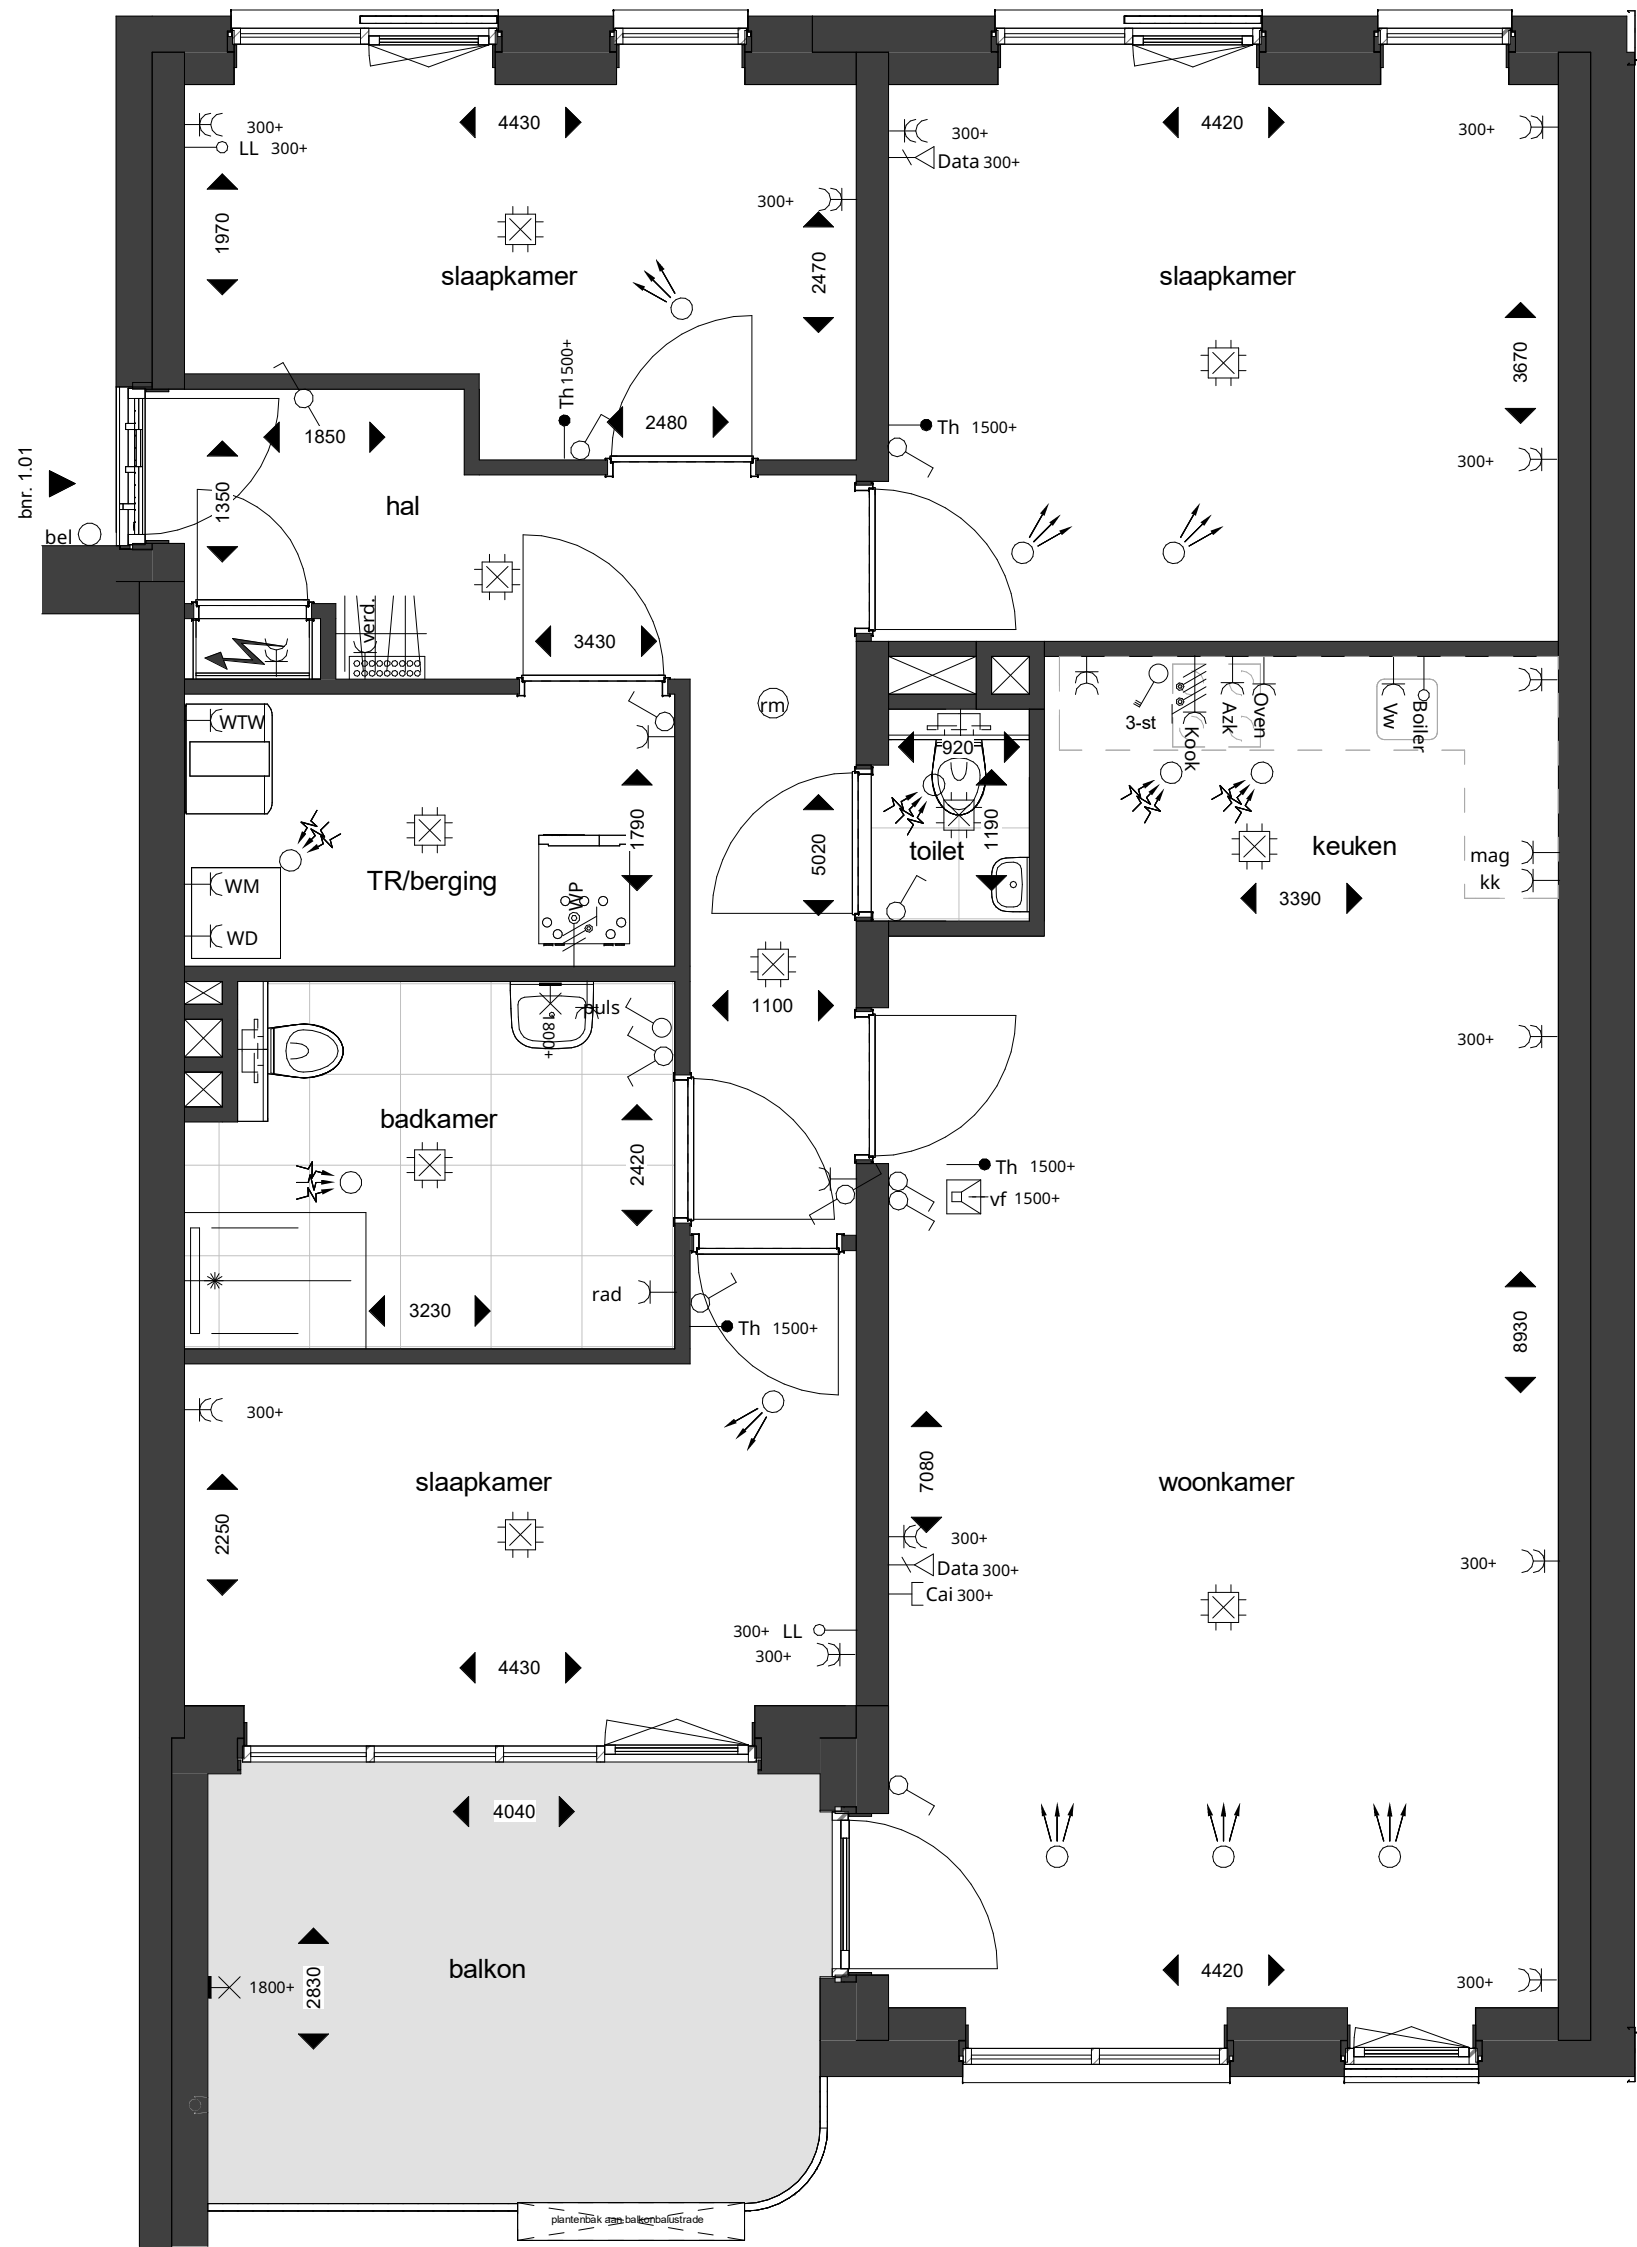 4430
4420
300+
LL 300+
300+
Data 300+
300+
300+
1970
2470
slaapkamer
slaapkamer
3670
Th 1500+
2480
1850
Th 1500+
300+
bnr. 1.01
1350
hal
bel
verd.
3430
rm
WTW
920
3-st
Kook
Azk
Oven
Vw
Boiler
1790
5020
1190
toilet
keuken
mag
kk
3390
TR/berging
WM
WP
WD
1100
puls
1800+
300+
badkamer
2420
Th 1500+
vf 1500+
rad
3230
Th 1500+
8930
300+
7080
slaapkamer
woonkamer
2250
300+
Data 300+
Cai 300+
300+
300+ LL
300+
4430
4040
balkon
1800+
2830
4420
300+
plantenbak aan balkonbalustrade